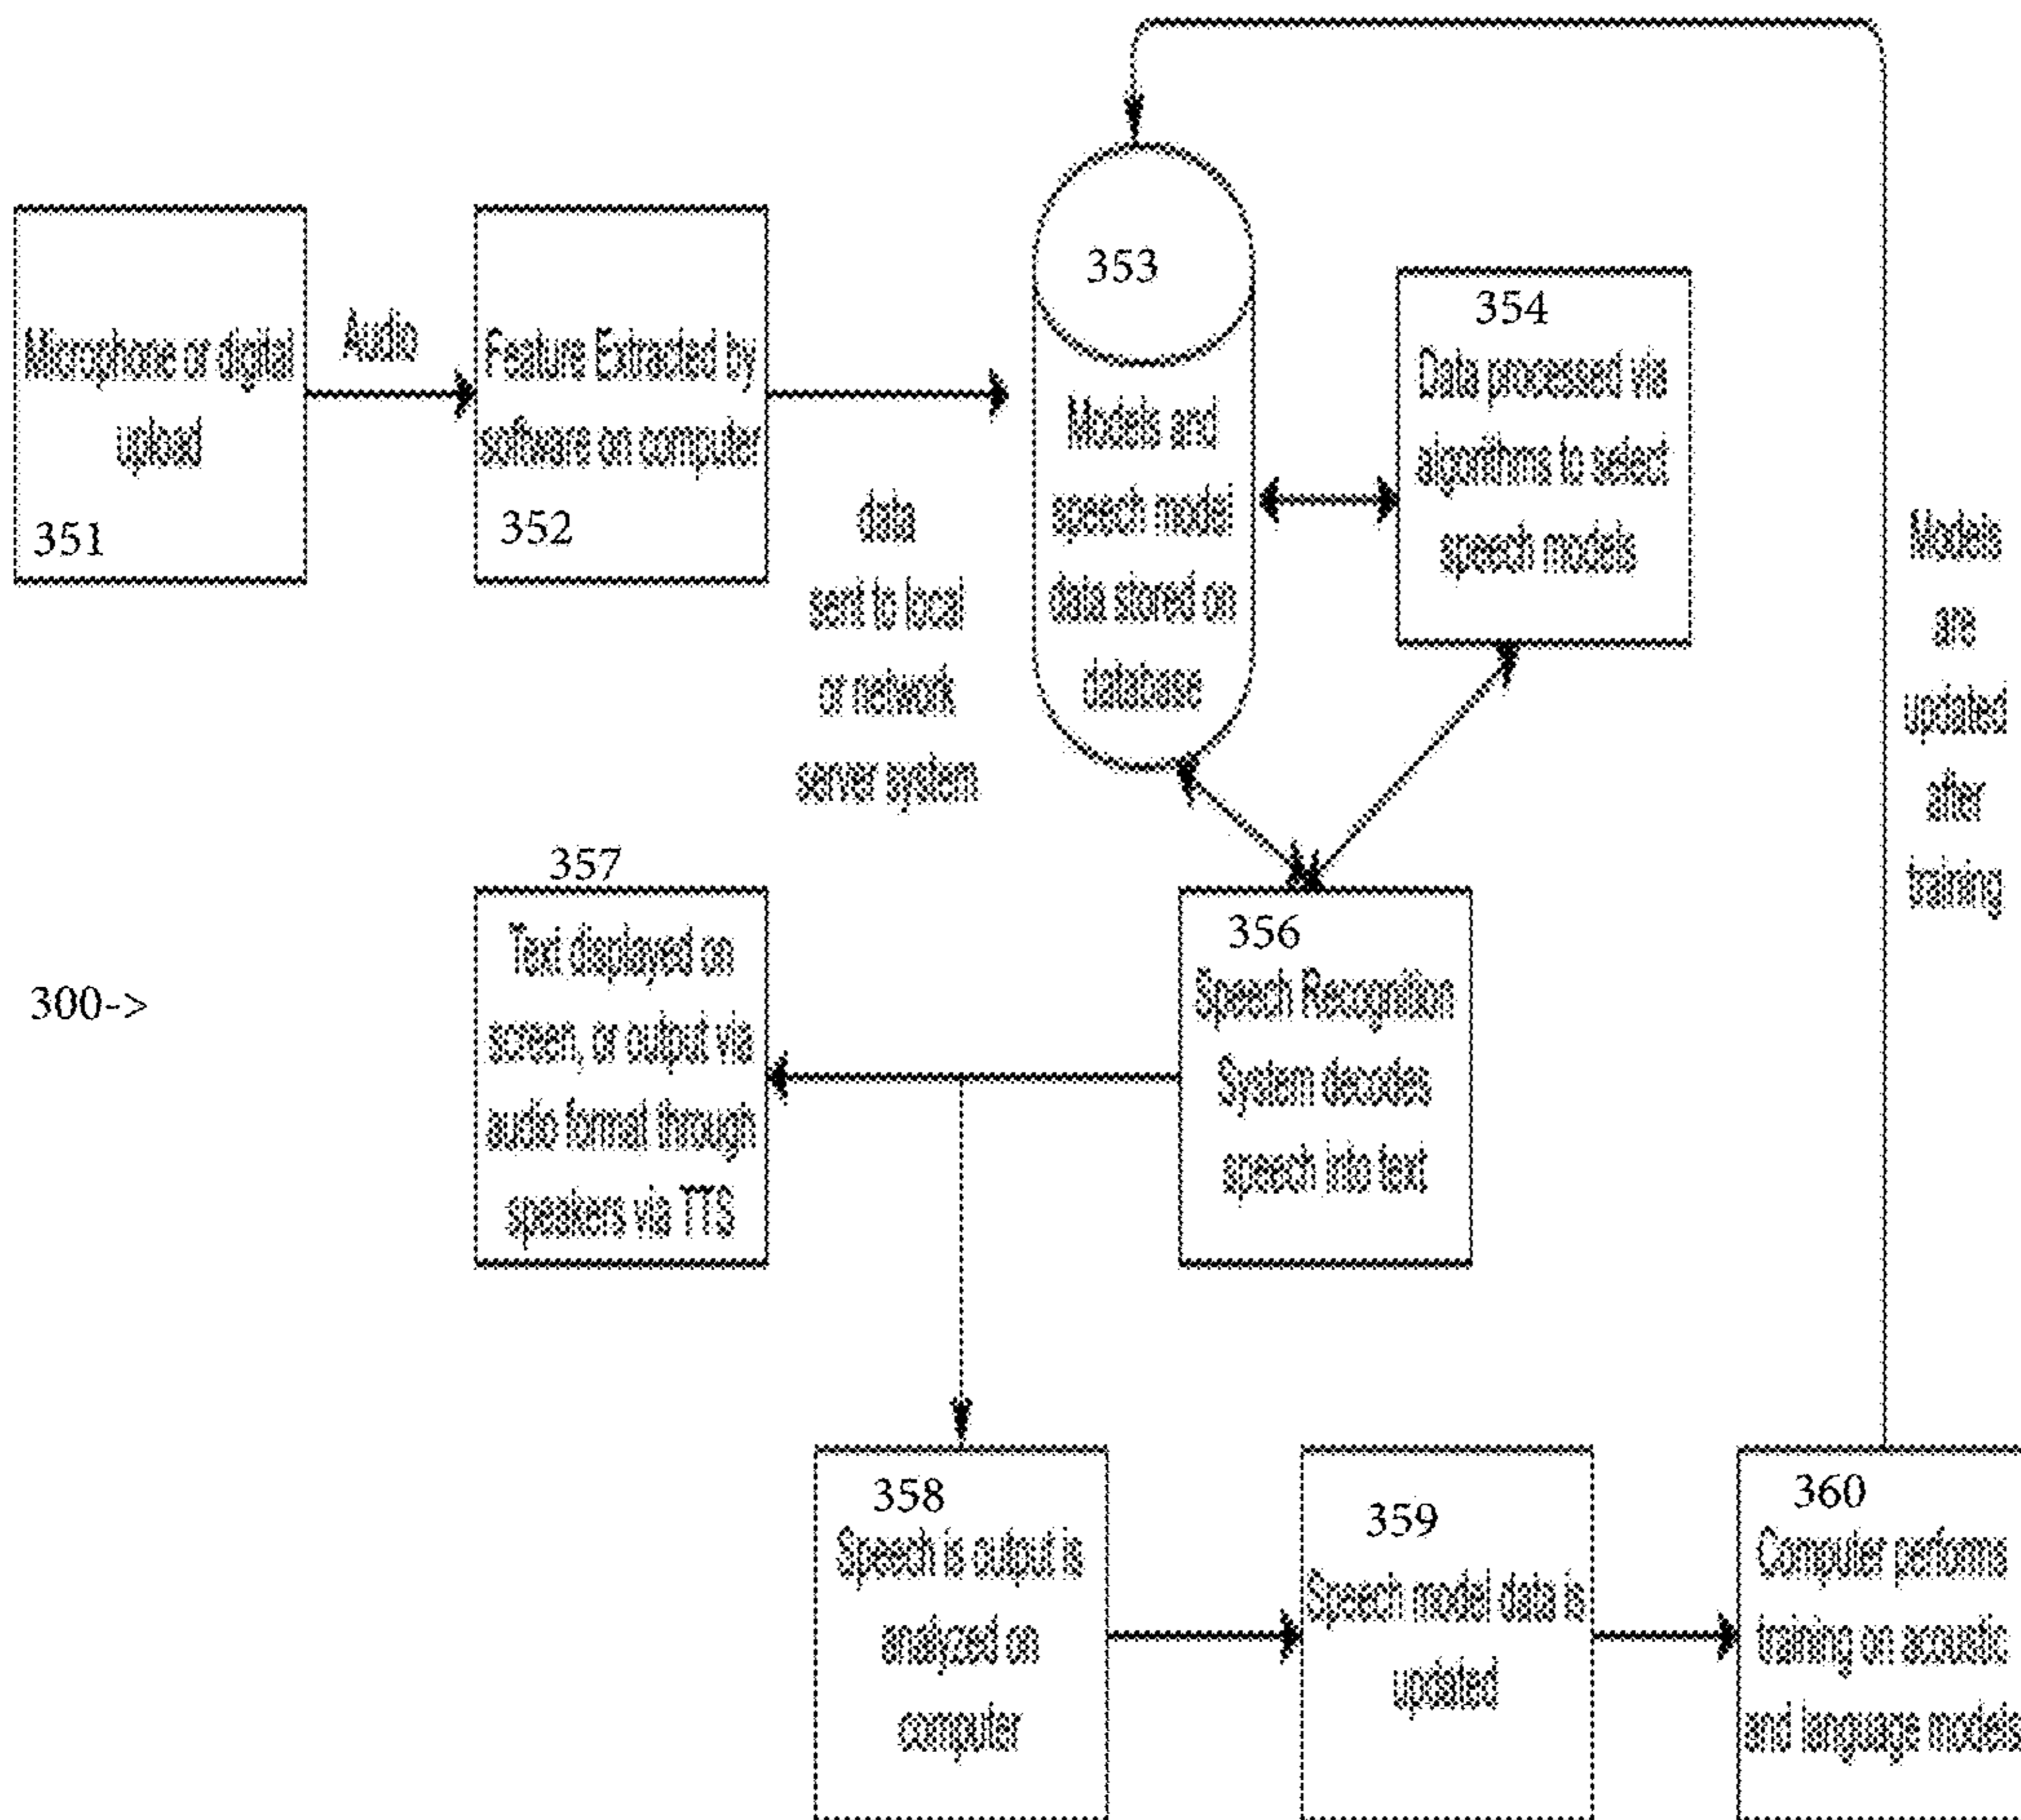 Microphone or digital
upload
351
Audio
Feature Extracted by
software on computer
352
data
sent to local
or network
server system
353
Models and
speech model
data stored on
database
354
Data processed via
algorithms to select
speech models
Models
are
updated
after
training
300->
357
Text displayed on
screen, or output via
audio format through
speakers via TTS
356
Speech Recognition
System decodes
speech into text
358
Speech is output is
analyzed on
computer
359
Speech model data is
updated
360
Computer performs
training on acoustic
and language models